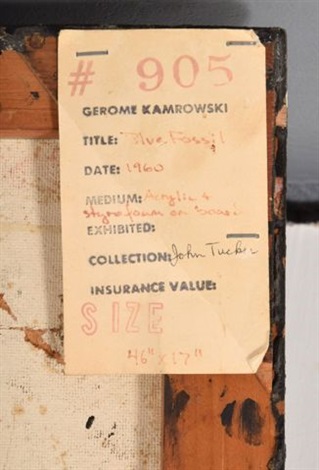 # 905
GEROME KAMROWSKI
TITLE: Blue Fossil
DATE: 1960
MEDIUM: Acrylic &
styrofoam on board
EXHIBITED:
COLLECTION: John Tucker
INSURANCE VALUE:
SIZE
46" x 17"